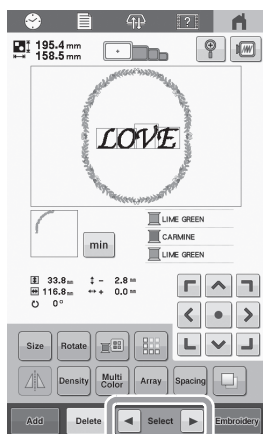 195.4 mm
158.5 mm
LOVE
LIME GREEN
CARMINE
LIME GREEN
min
33.8 mm - 2.8 mm
116.8 mm + 0.0 mm
0°
Size Rotate
Density Multi Color Array Spacing
Add Delete Select Embroidery